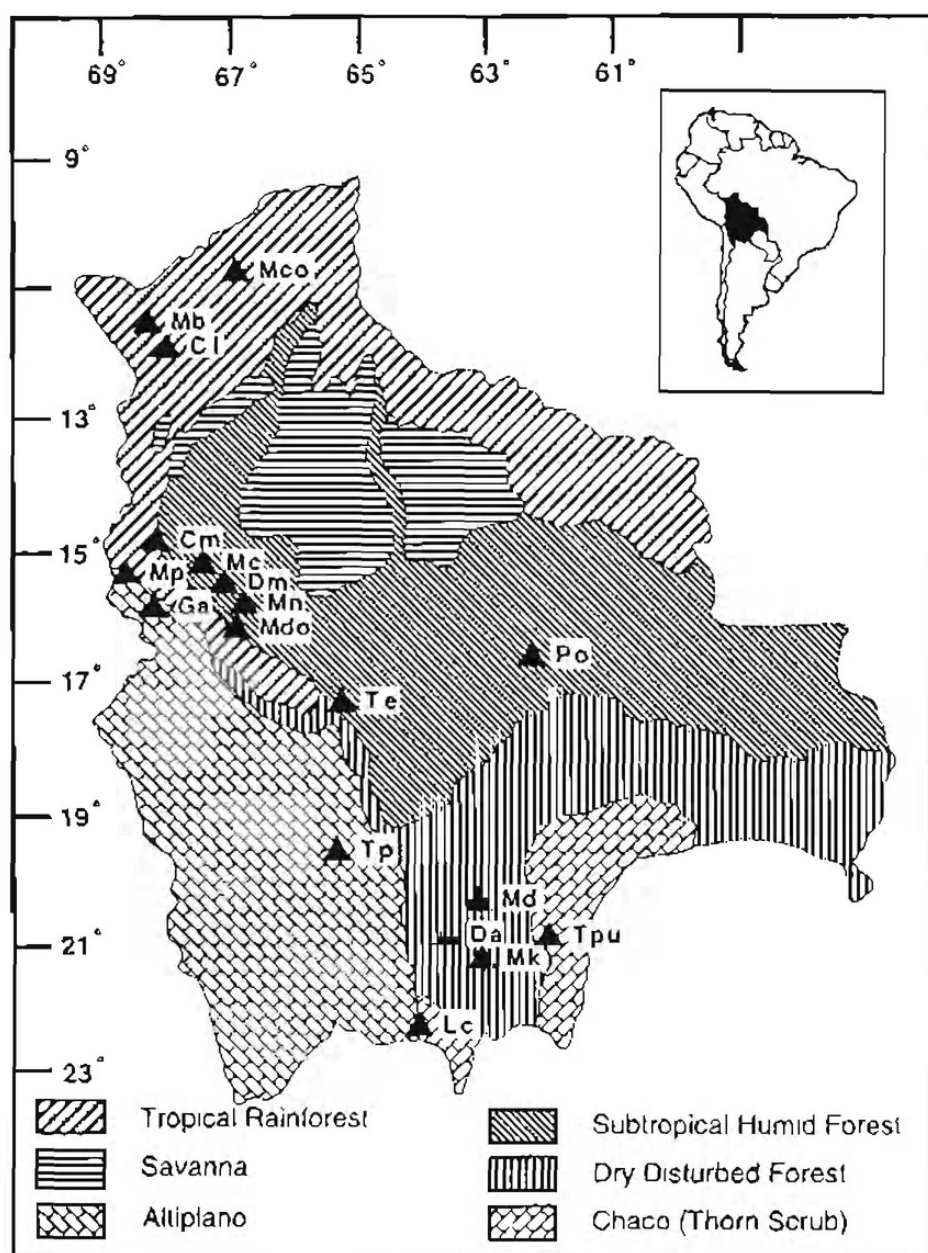 69° 67° 65° 63° 61°
9°
Mco
Mb
Cl
13°
Cm
15°
Mc
Mp
Dm
Ga
Mn
Mdo
Po
17°
Te
19°
Tp
Md
Da
Tpu
21°
Mk
Lc
23°
Tropical Rainforest
Subtropical Humid Forest
Savanna
Dry Disturbed Forest
Altiplano
Chaco (Thorn Scrub)